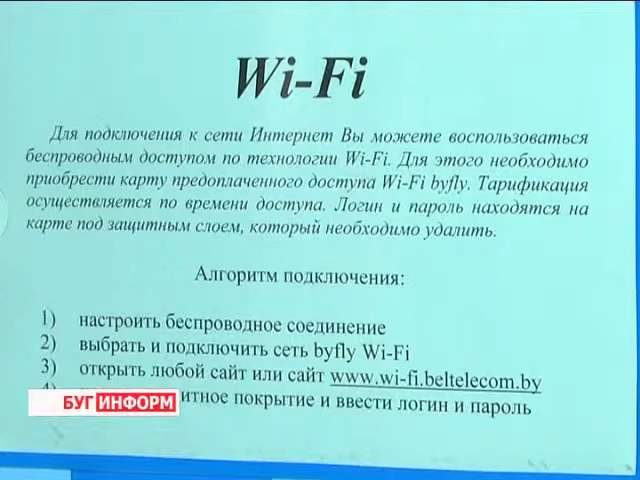 Wi-Fi
Для подключения к сети Интернет Вы можете воспользоваться
беспроводным доступом по технологии Wi-Fi. Для этого необходимо
приобрести карту предоплаченного доступа Wi-Fi byfly. Тарификация
осуществляется по времени доступа. Логин и пароль находятся на
карте под защитным слоем, который необходимо удалить.
Алгоритм подключения:
1) настроить беспроводное соединение
2) выбрать и подключить сеть byfly Wi-Fi
3) открыть любой сайт или сайт www.wi-fi.beltelecom.by
4) покрытие и ввести логин и пароль
БУГ ИНФОРМ